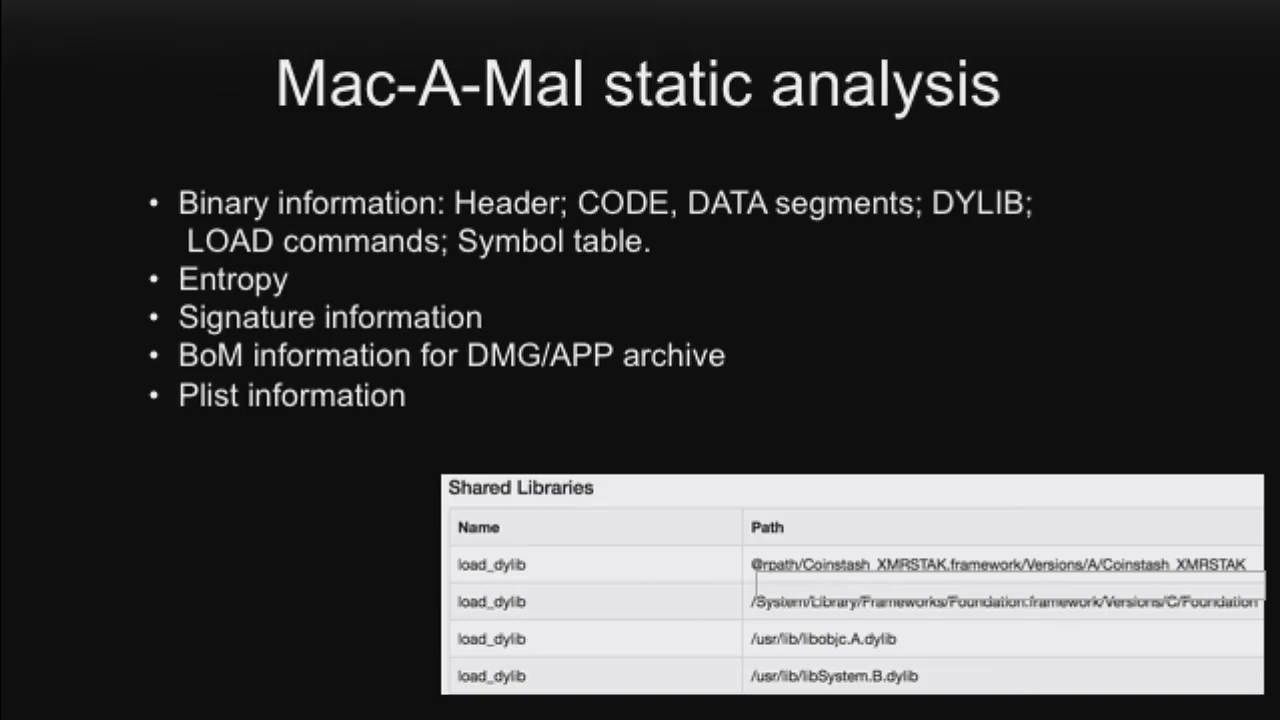 Mac-A-Mal static analysis
• Binary information: Header; CODE, DATA segments; DYLIB;
LOAD commands; Symbol table.
• Entropy
• Signature information
• BoM information for DMG/APP archive
• Plist information
Shared Libraries
Name Path
load_dylib @rpath/Coinstash_XMRSTAK.framework/Versions/A/Coinstash_XMRSTAK
load_dylib /System/Library/Frameworks/Foundation.framework/Versions/C/Foundation
load_dylib /usr/lib/libobjc.A.dylib
load_dylib /usr/lib/libSystem.B.dylib